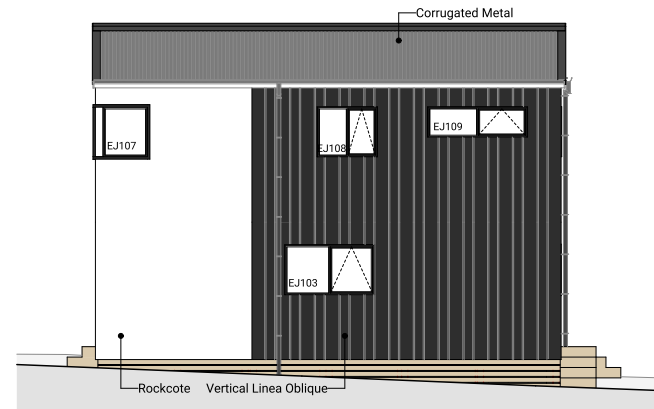 Corrugated Metal
EJ107
EJ108
EJ109
EJ103
Rockcote
Vertical Linea Oblique